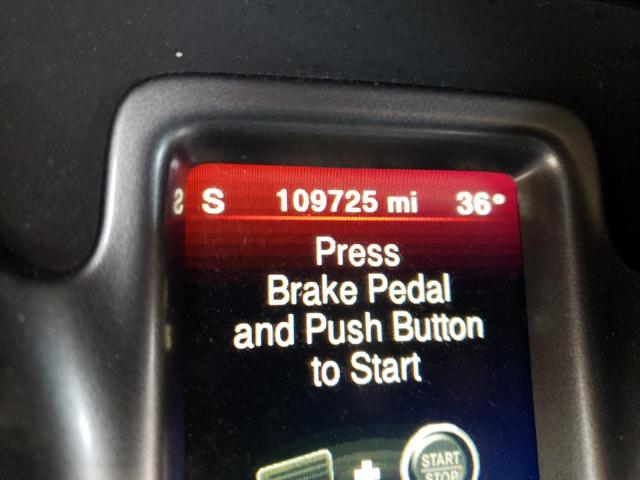 S 109725 mi 36°
Press
Brake Pedal
and Push Button
to Start
START
STOP